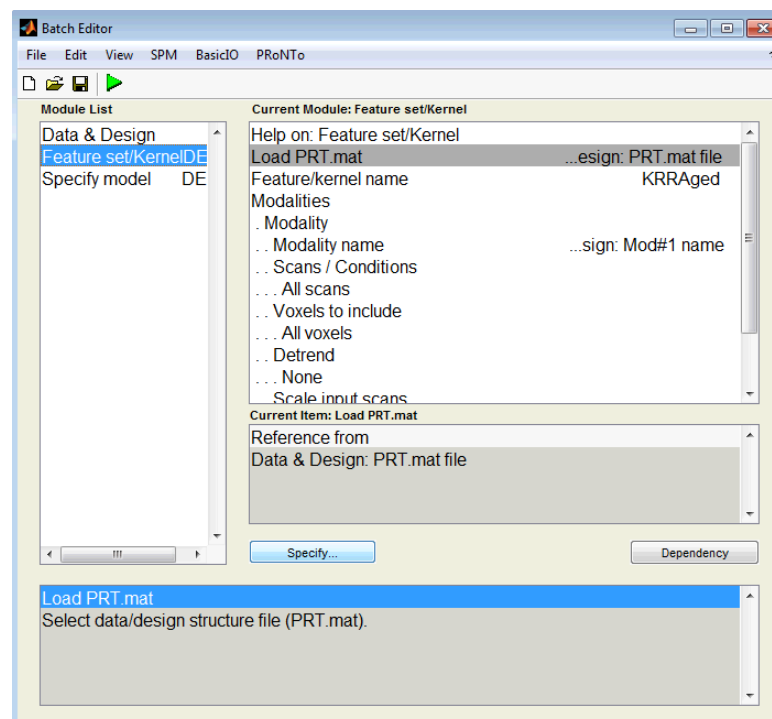 Batch Editor
File Edit View SPM BasicIO PRoNTo
Module List
Data & Design
Feature set/KernelDE
Specify model DE
Current Module: Feature set/Kernel
Help on: Feature set/Kernel
Load PRT.mat ...esign: PRT.mat file
Feature/kernel name KRRAged
Modalities
. Modality
. . Modality name ...sign: Mod#1 name
. . Scans / Conditions
. . . All scans
. . Voxels to include
. . . All voxels
. . Detrend
. . . None
Scale input scans
Current Item: Load PRT.mat
Reference from
Data & Design: PRT.mat file
Specify...
Dependency
Load PRT.mat
Select data/design structure file (PRT.mat).